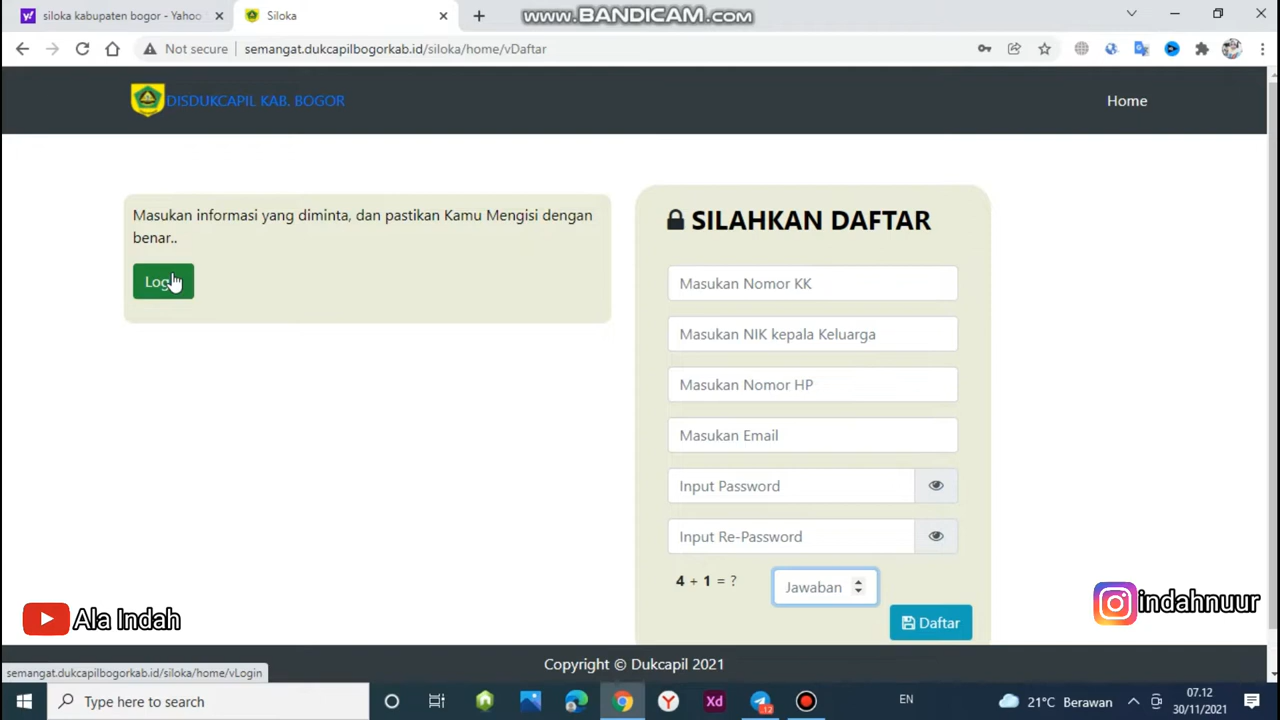 siloka kabupaten bogor - Yahoo
Siloka
www.BANDICAM.com
Not secure
semangat.dukcapilbogorkab.id/siloka/home/vDaftar
DISDUKCAPIL KAB. BOGOR
Home
Masukan informasi yang diminta, dan pastikan Kamu Mengisi dengan
benar..
SILAHKAN DAFTAR
Masukan Nomor KK
Masukan NIK kepala Keluarga
Masukan Nomor HP
Masukan Email
Input Password
Input Re-Password
4 + 1 = ?
Jawaban
Daftar
Ala Indah
indahnuur
Copyright © Dukcapil 2021
semangat.dukcapilbogorkab.id/siloka/home/vLogin
Type here to search
Xd
12
EN
21°C Berawan
07.12
30/11/2021